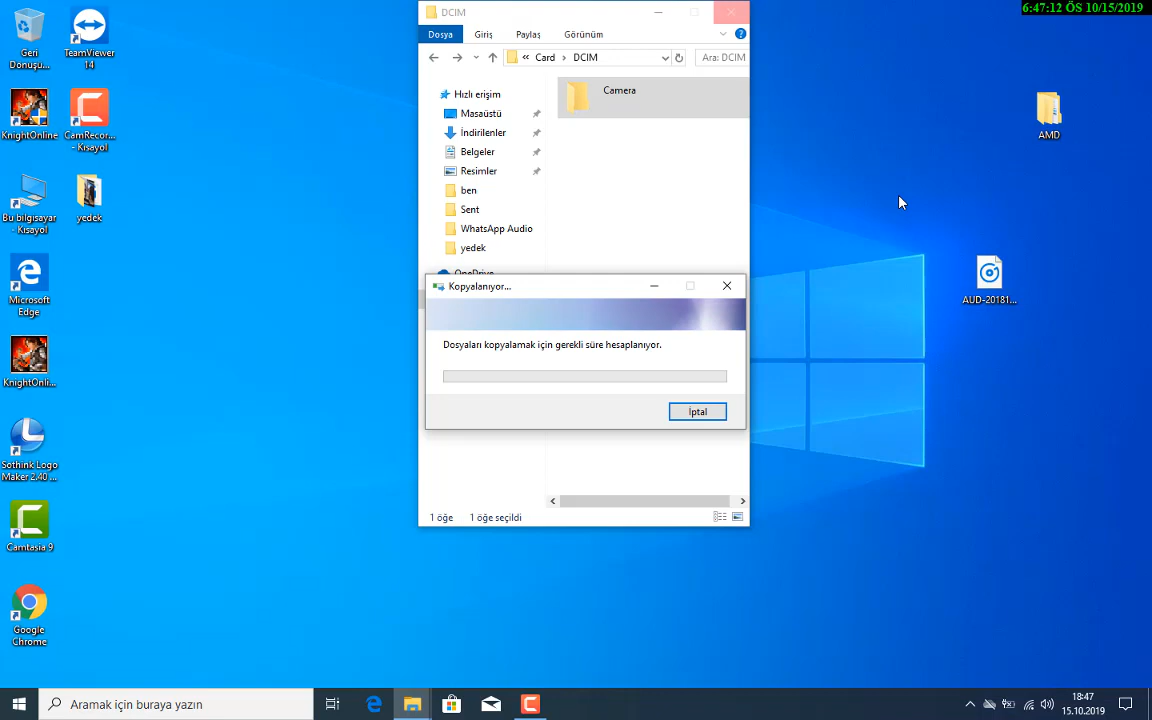 6:47:12 ÖS 10/15/2019
Geri
Dönüşü...
TeamViewer
14
KnightOnline
CamRecor...
- Kısayol
Bu bilgisayar
- Kısayol
yedek
Microsoft
Edge
KnightOnli...
Sothink Logo
Maker 2.40 ...
Camtasia 9
Google
Chrome
DCIM
Dosya
Giriş
Paylaş
Görünüm
« Card > DCIM
Ara: DCIM
Hızlı erişim
Masaüstü
İndirilenler
Belgeler
Resimler
ben
Sent
WhatsApp Audio
yedek
OneDrive
Camera
Kopyalanıyor...
Dosyaları kopyalamak için gerekli süre hesaplanıyor.
İptal
1 öğe
1 öğe seçildi
AMD
AUD-20181...
Aramak için buraya yazın
18:47
15.10.2019